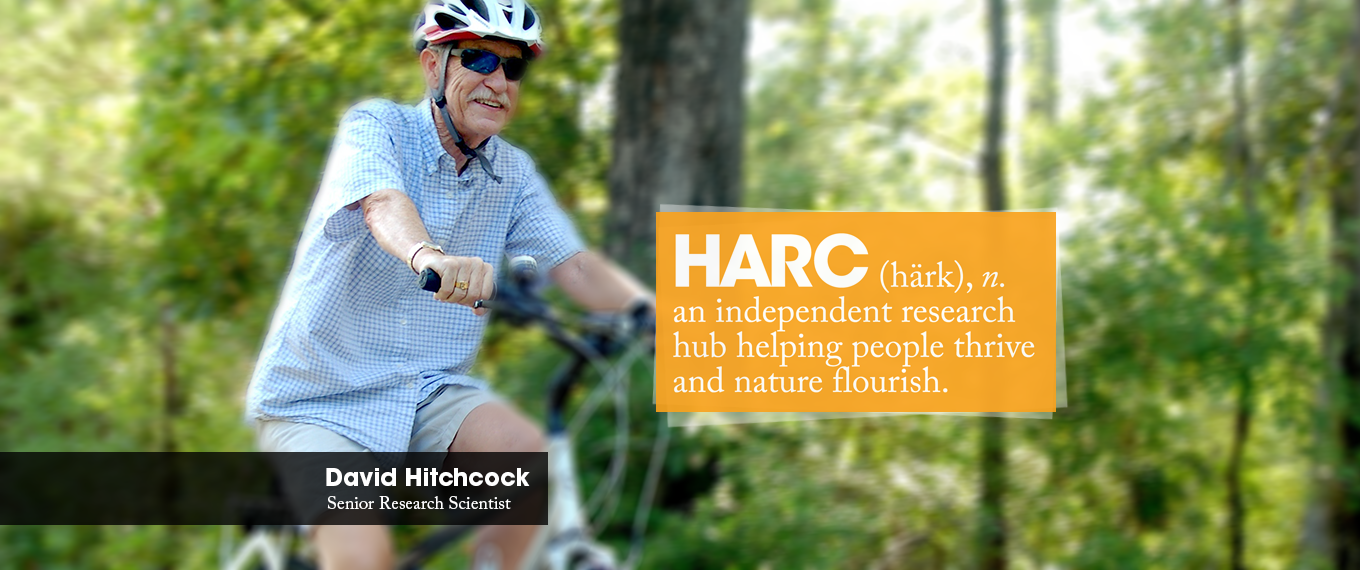 HARC (härk), n.
an independent research
hub helping people thrive
and nature flourish.
David Hitchcock
Senior Research Scientist